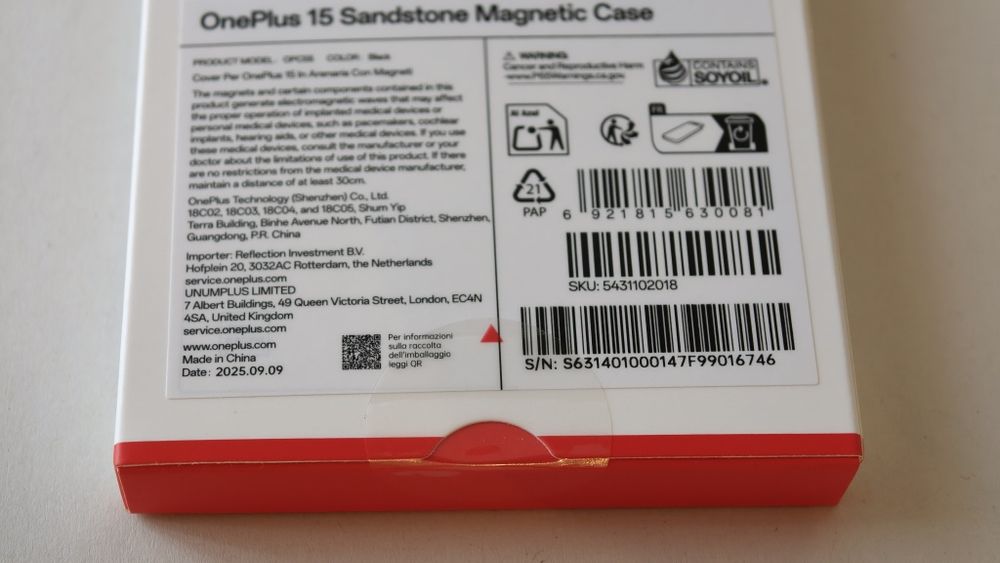 OnePlus 15 Sandstone Magnetic Case
PRODUCT MODEL: COLOR: Black
Cover Per OnePlus 15 In Arenaria Con Magneti
The magnets and certain components contained in this
product generate electromagnetic waves that may affect
the proper operation of implanted medical devices or
personal medical devices, such as pacemakers, cochlear
implants, hearing aids, or other medical devices. If you use
these medical devices, consult the manufacturer or your
doctor about the limitations of use of this product. If there
are no restrictions from the medical device manufacturer,
maintain a distance of at least 30cm.
OnePlus Technology (Shenzhen) Co., Ltd.
18C02, 18C03, 18C04, and 18C05, Shum Yip
Terra Building, Binhe Avenue North, Futian District, Shenzhen,
Guangdong, P.R. China
Importer: Reflection Investment B.V.
Hofplein 20, 3032AC Rotterdam, the Netherlands
service.oneplus.com
UNUMPLUS LIMITED
7 Albert Buildings, 49 Queen Victoria Street, London, EC4N
4SA, United Kingdom
service.oneplus.com
www.oneplus.com
Made in China
Date: 2025.09.09
Per informazioni
sulla raccolta
dell'imballaggio
leggi QR
WARNING:
Cancer and Reproductive Harm
-www.P65Warnings.ca.gov
CONTAINS
SOYOIL
Al Azul
FR
21
PAP
6 921815 630081
SKU: 5431102018
S/N: S631401000147F99016746